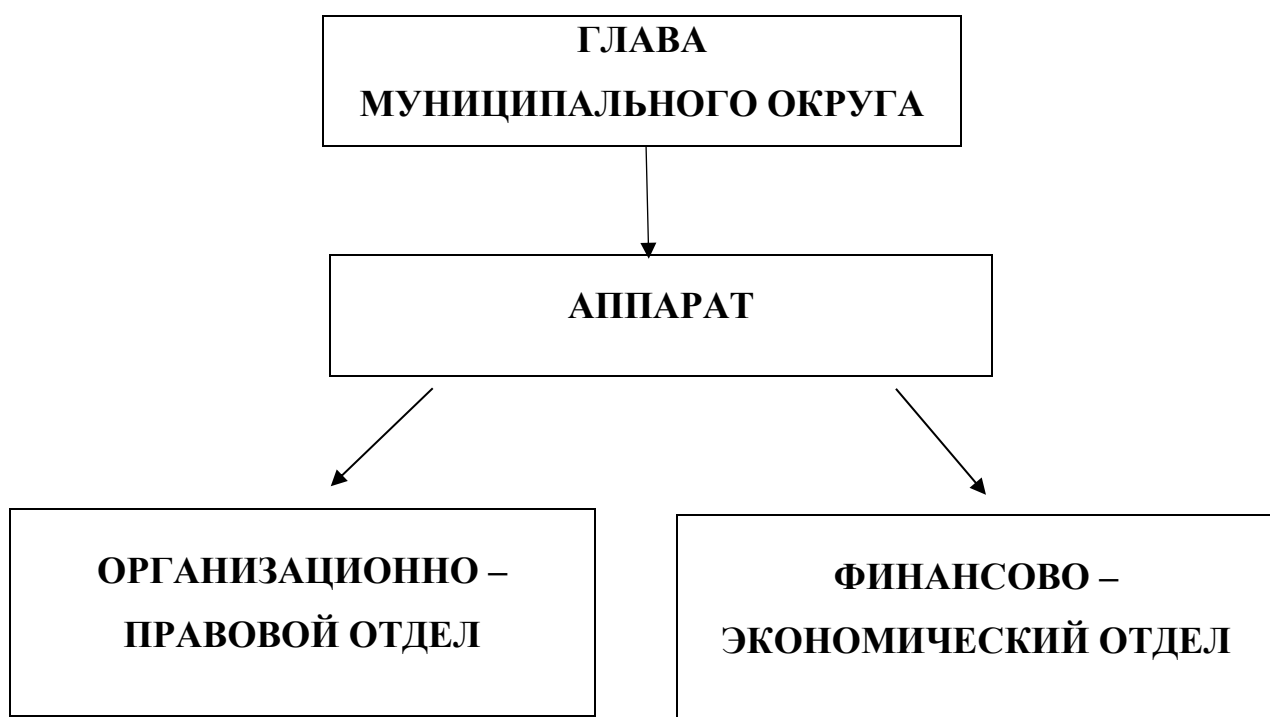 ГЛАВА
МУНИЦИПАЛЬНОГО ОКРУГА
АППАРАТ
ОРГАНИЗАЦИОННО –
ПРАВОВОЙ ОТДЕЛ
ФИНАНСОВО –
ЭКОНОМИЧЕСКИЙ ОТДЕЛ